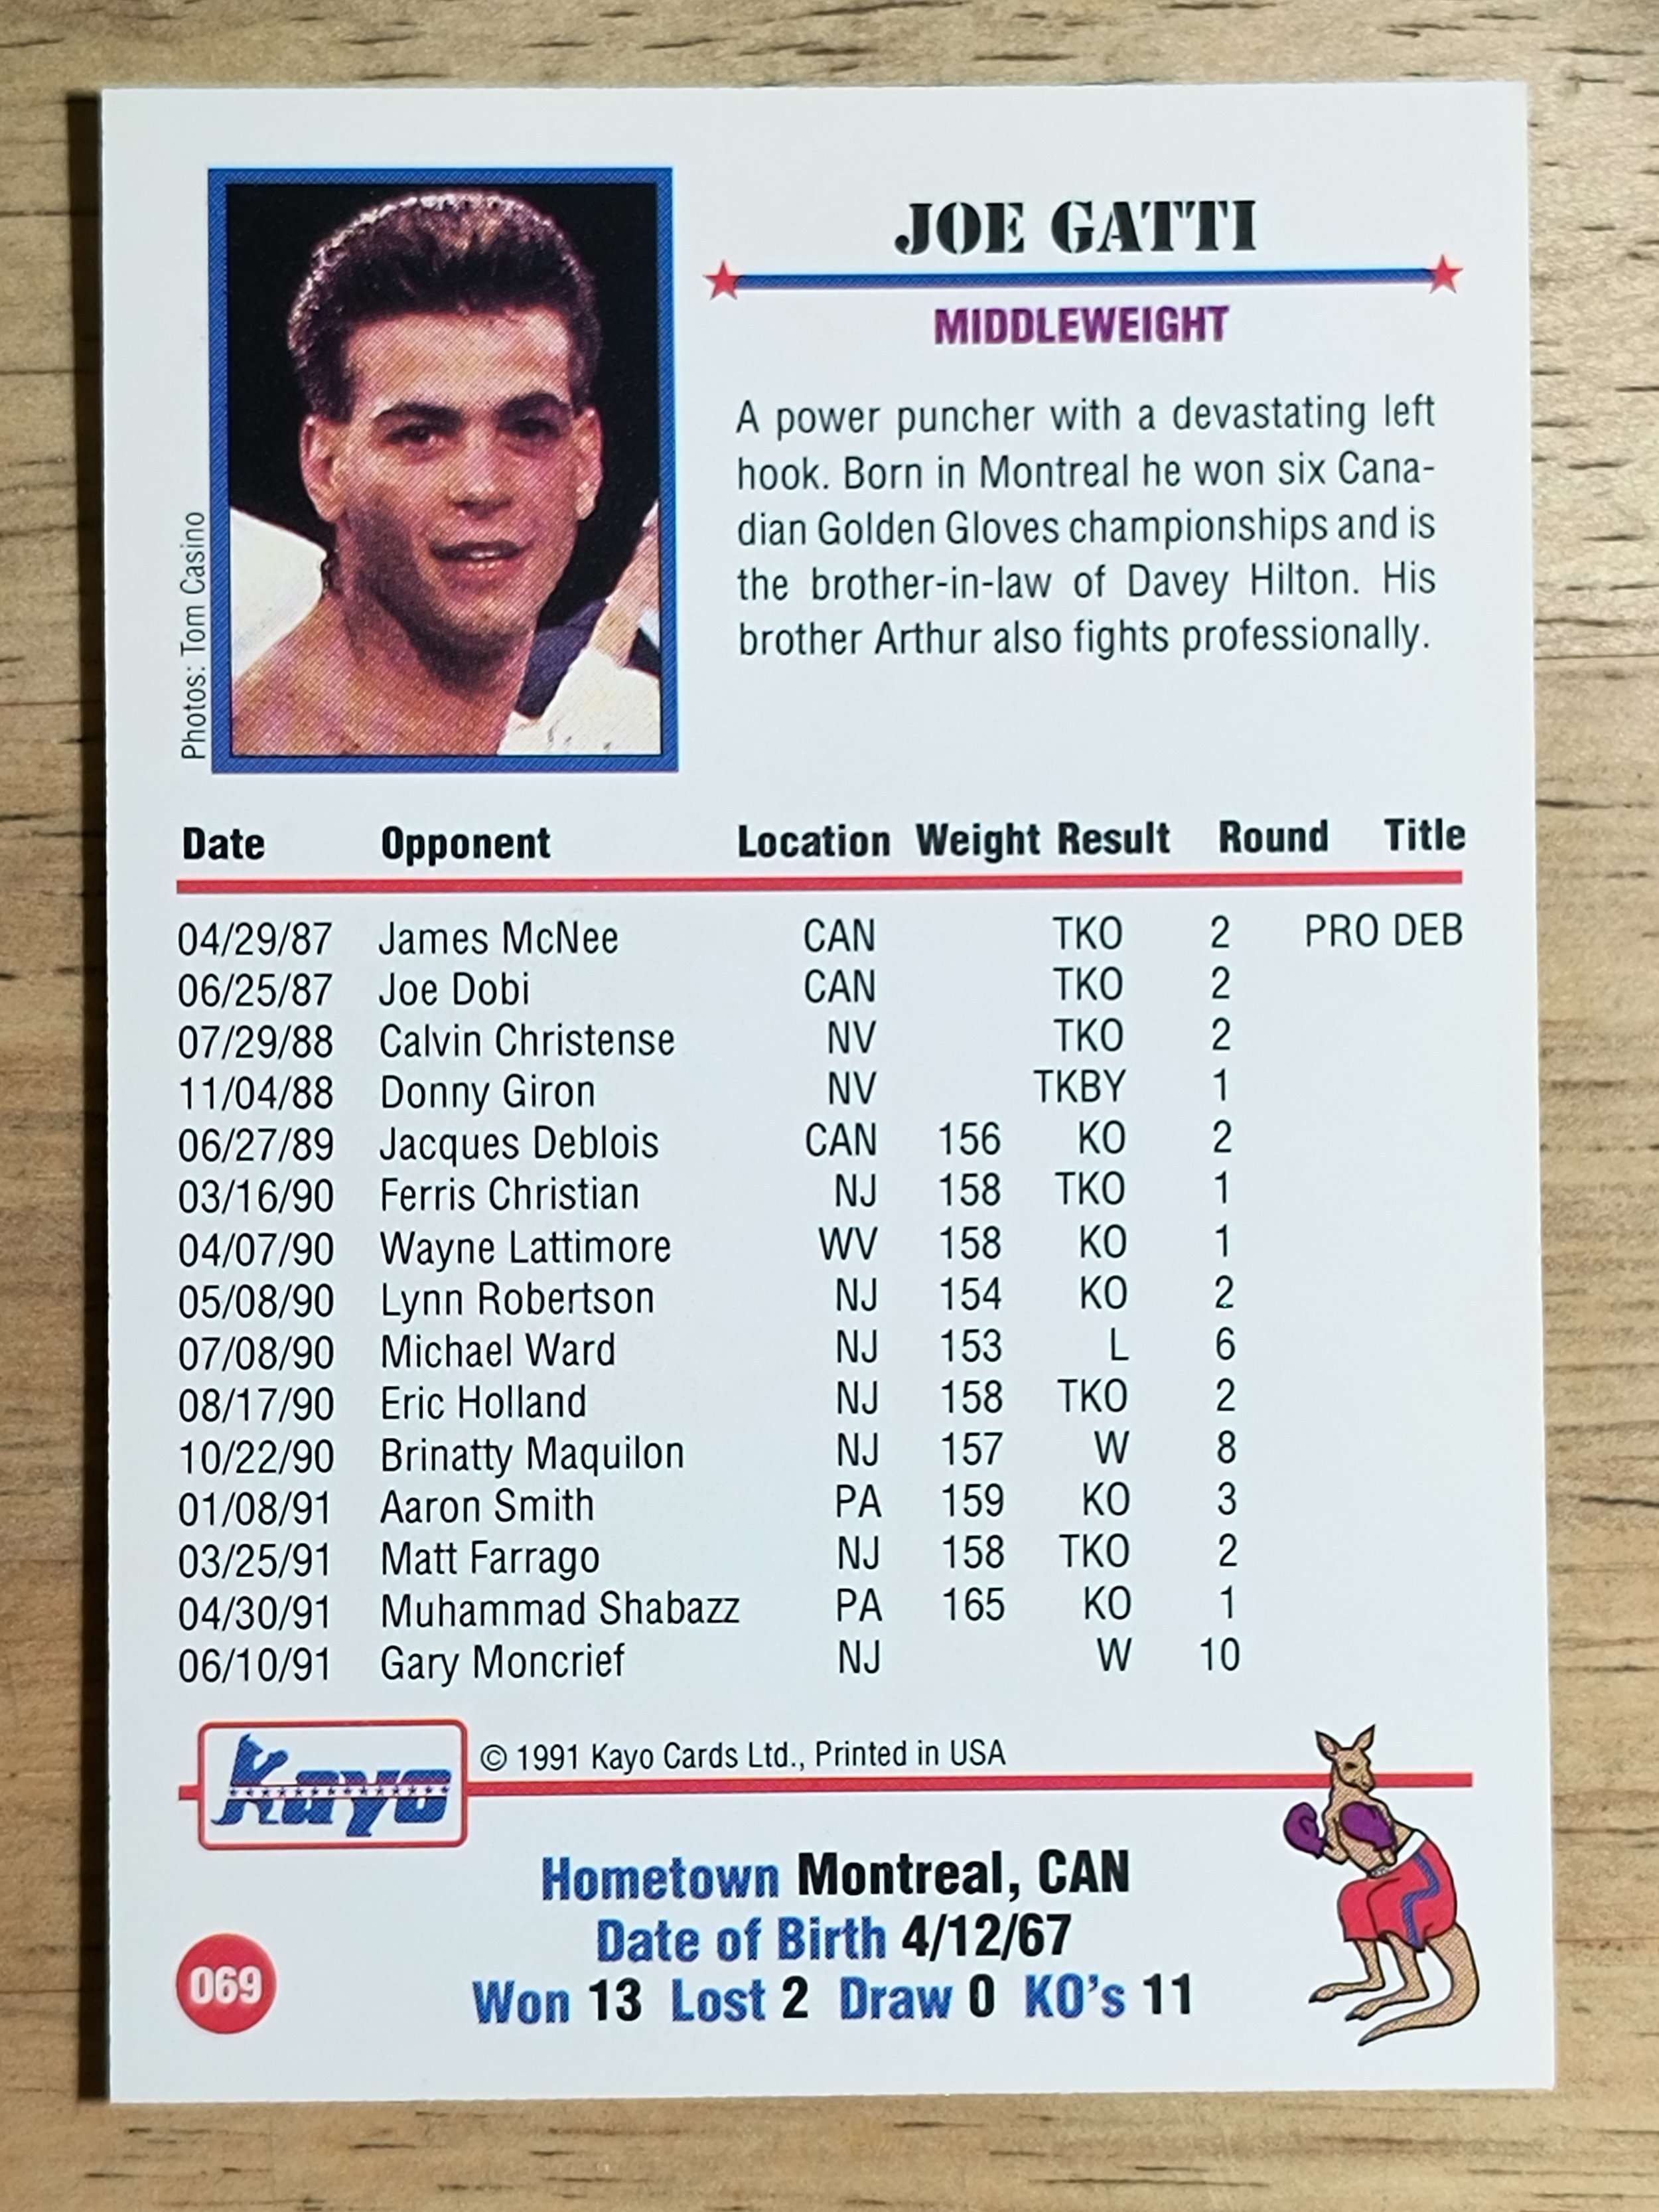 JOE GATTI
MIDDLEWEIGHT
A power puncher with a devastating left
hook. Born in Montreal he won six Cana-
dian Golden Gloves championships and is
the brother-in-law of Davey Hilton. His
brother Arthur also fights professionally.
Photos: Tom Casino
Date Opponent Location Weight Result Round Title
04/29/87 James McNee CAN TKO 2 PRO DEB
06/25/87 Joe Dobi CAN TKO 2
07/29/88 Calvin Christense NV TKO 2
11/04/88 Donny Giron NV TKBY 1
06/27/89 Jacques Deblois CAN 156 KO 2
03/16/90 Ferris Christian NJ 158 TKO 1
04/07/90 Wayne Lattimore WV 158 KO 1
05/08/90 Lynn Robertson NJ 154 KO 2
07/08/90 Michael Ward NJ 153 L 6
08/17/90 Eric Holland NJ 158 TKO 2
10/22/90 Brinatty Maquilon NJ 157 W 8
01/08/91 Aaron Smith PA 159 KO 3
03/25/91 Matt Farrago NJ 158 TKO 2
04/30/91 Muhammad Shabazz PA 165 KO 1
06/10/91 Gary Moncrief NJ W 10
Kayo
© 1991 Kayo Cards Ltd., Printed in USA
Hometown Montreal, CAN
Date of Birth 4/12/67
Won 13 Lost 2 Draw 0 KO's 11
069